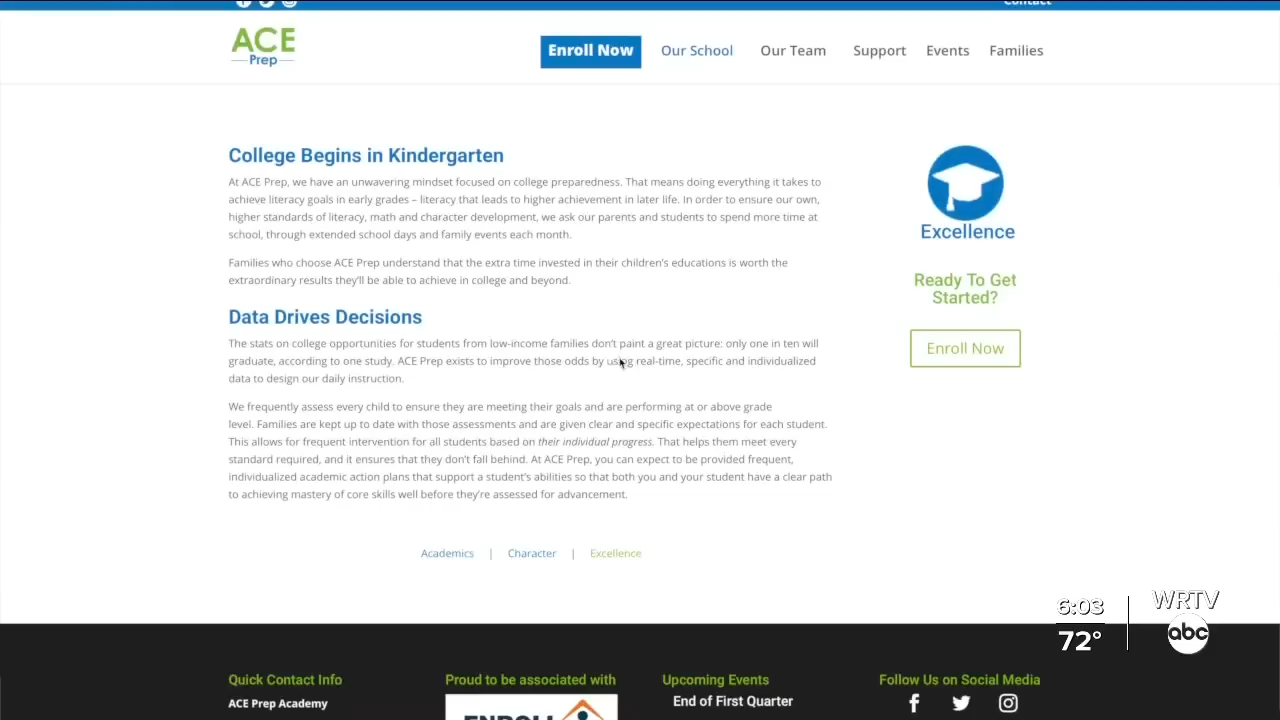 Contact
ACE
Prep
Enroll Now
Our School
Our Team
Support
Events
Families
College Begins in Kindergarten
At ACE Prep, we have an unwavering mindset focused on college preparedness. That means doing everything it takes to
achieve literacy goals in early grades – literacy that leads to higher achievement in later life. In order to ensure our own,
higher standards of literacy, math and character development, we ask our parents and students to spend more time at
school, through extended school days and family events each month.
Families who choose ACE Prep understand that the extra time invested in their children's educations is worth the
extraordinary results they'll be able to achieve in college and beyond.
Data Drives Decisions
The stats on college opportunities for students from low-income families don't paint a great picture: only one in ten will
graduate, according to one study. ACE Prep exists to improve those odds by using real-time, specific and individualized
data to design our daily instruction.
We frequently assess every child to ensure they are meeting their goals and are performing at or above grade
level. Families are kept up to date with those assessments and are given clear and specific expectations for each student.
This allows for frequent intervention for all students based on their individual progress. That helps them meet every
standard required, and it ensures that they don't fall behind. At ACE Prep, you can expect to be provided frequent,
individualized academic action plans that support a student's abilities so that both you and your student have a clear path
to achieving mastery of core skills well before they're assessed for advancement.
Excellence
Ready To Get
Started?
Enroll Now
Academics | Character | Excellence
6:03
72°
WRTV
abc
Quick Contact Info
ACE Prep Academy
Proud to be associated with
ENROLL
Upcoming Events
End of First Quarter
Follow Us on Social Media